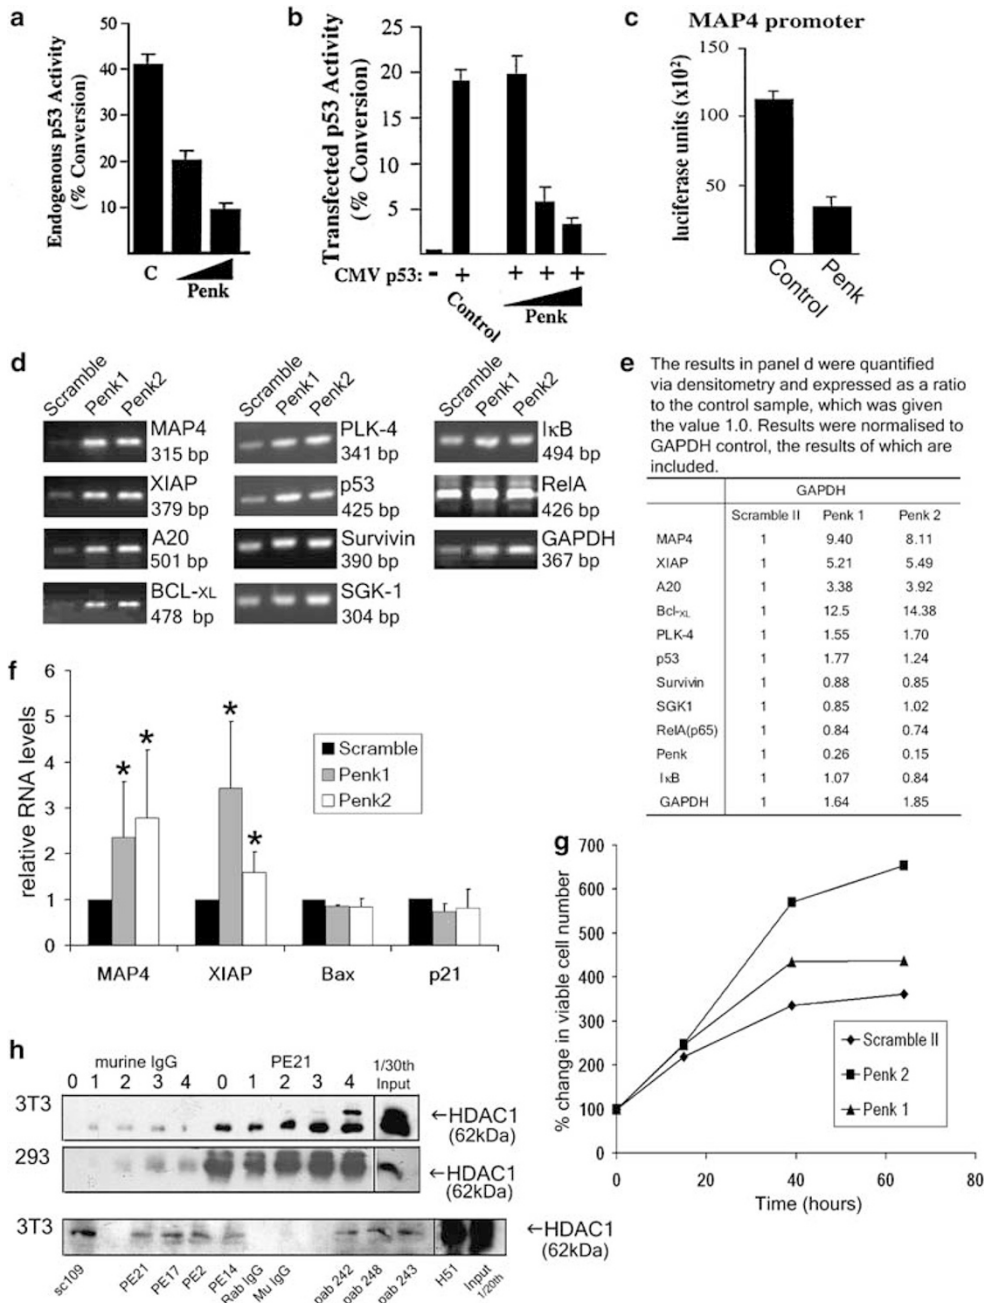 a
50
40
30
20
10
Endogenous p53 Activity
(% Conversion)
C
Penk
b
25
20
15
10
5
Transfected p53 Activity
(% Conversion)
CMV p53: - + + + +
Control
Penk
c
MAP4 promoter
150
100
50
luciferase units (x10²)
Control
Penk
d
Scramble Penk1 Penk2
MAP4
315 bp
XIAP
379 bp
A20
501 bp
BCL-XL
478 bp
Scramble Penk1 Penk2
PLK-4
341 bp
p53
425 bp
Survivin
390 bp
SGK-1
304 bp
Scramble Penk1 Penk2
IκB
494 bp
RelA
426 bp
GAPDH
367 bp
e
The results in panel d were quantified
via densitometry and expressed as a ratio
to the control sample, which was given
the value 1.0. Results were normalised to
GAPDH control, the results of which are
included.
GAPDH
Scramble II Penk 1 Penk 2
MAP4 1 9.40 8.11
XIAP 1 5.21 5.49
A20 1 3.38 3.92
Bcl-XL 1 12.5 14.38
PLK-4 1 1.55 1.70
p53 1 1.77 1.24
Survivin 1 0.88 0.85
SGK1 1 0.85 1.02
RelA(p65) 1 0.84 0.74
Penk 1 0.26 0.15
IκB 1 1.07 0.84
GAPDH 1 1.64 1.85
f
6
5
4
3
2
1
0
relative RNA levels
* * * *
Scramble
Penk1
Penk2
MAP4 XIAP Bax p21
g
700
600
500
400
300
200
100
0
% change in viable cell number
Scramble II
Penk 2
Penk 1
0 20 40 60 80
Time (hours)
h
murine IgG PE21 1/30th
Input
0 1 2 3 4 0 1 2 3 4
3T3
←HDAC1
(62kDa)
293
←HDAC1
(62kDa)
3T3
←HDAC1
(62kDa)
sc109 PE21 PE17 PE2 PE14 Rab IgG Mu IgG pab 242 pab 248 pab 243 H51 Input 1/20th